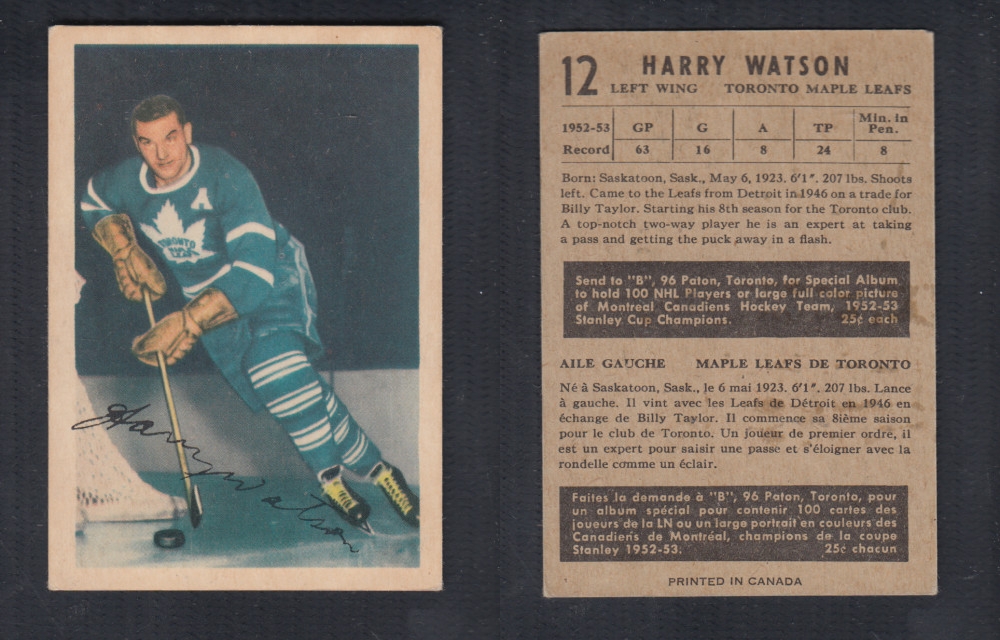 A
TORONTO
MAPLE
LEAFS
Harry Watson
12 HARRY WATSON
LEFT WING TORONTO MAPLE LEAFS
1952-53 GP G A TP Min. in Pen.
Record 63 16 8 24 8
Born: Saskatoon, Sask., May 6, 1923. 6'1". 207 lbs. Shoots
left. Came to the Leafs from Detroit in 1946 on a trade for
Billy Taylor. Starting his 8th season for the Toronto club.
A top-notch two-way player he is an expert at taking
a pass and getting the puck away in a flash.
Send to "B", 96 Paton, Toronto, for Special Album
to hold 100 NHL Players or large full color picture
of Montreal Canadiens Hockey Team, 1952-53
Stanley Cup Champions. 25¢ each
AILE GAUCHE MAPLE LEAFS DE TORONTO
Né à Saskatoon, Sask., le 6 mai 1923. 6'1". 207 lbs. Lance
à gauche. Il vint avec les Leafs de Détroit en 1946 en
échange de Billy Taylor. Il commence sa 8ième saison
pour le club de Toronto. Un joueur de premier ordre, il
est un expert pour saisir une passe et s'éloigner avec la
rondelle comme un éclair.
Faites la demande à "B", 96 Paton, Toronto, pour
un album spécial pour contenir 100 cartes des
joueurs de la LN ou un large portrait en couleurs des
Canadiens de Montréal, champions de la coupe
Stanley 1952-53. 25¢ chacun
PRINTED IN CANADA